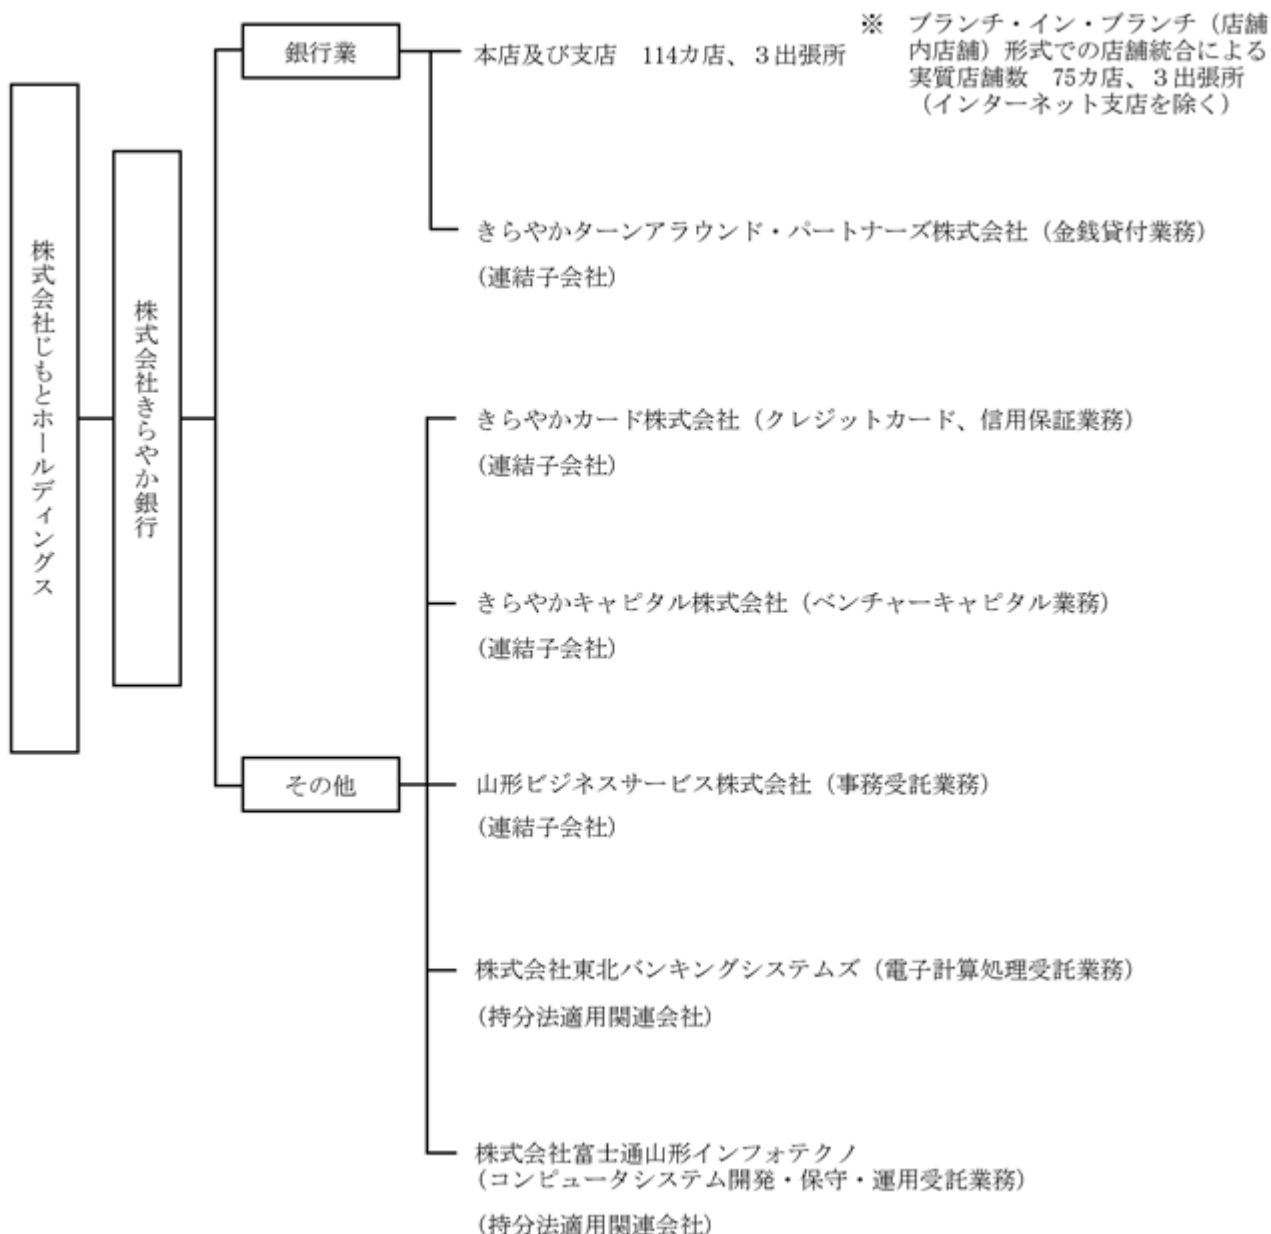 株式会社じもとホールディングス
株式会社きらやか銀行
銀行業
本店及び支店　114カ店、３出張所
※　ブランチ・イン・ブランチ（店舗
内店舗）形式での店舗統合による
実質店舗数　75カ店、３出張所
（インターネット支店を除く）
きらやかターンアラウンド・パートナーズ株式会社（金銭貸付業務）
（連結子会社）
その他
きらやかカード株式会社（クレジットカード、信用保証業務）
（連結子会社）
きらやかキャピタル株式会社（ベンチャーキャピタル業務）
（連結子会社）
山形ビジネスサービス株式会社（事務受託業務）
（連結子会社）
株式会社東北バンキングシステムズ（電子計算処理受託業務）
（持分法適用関連会社）
株式会社富士通山形インフォテクノ
（コンピュータシステム開発・保守・運用受託業務）
（持分法適用関連会社）